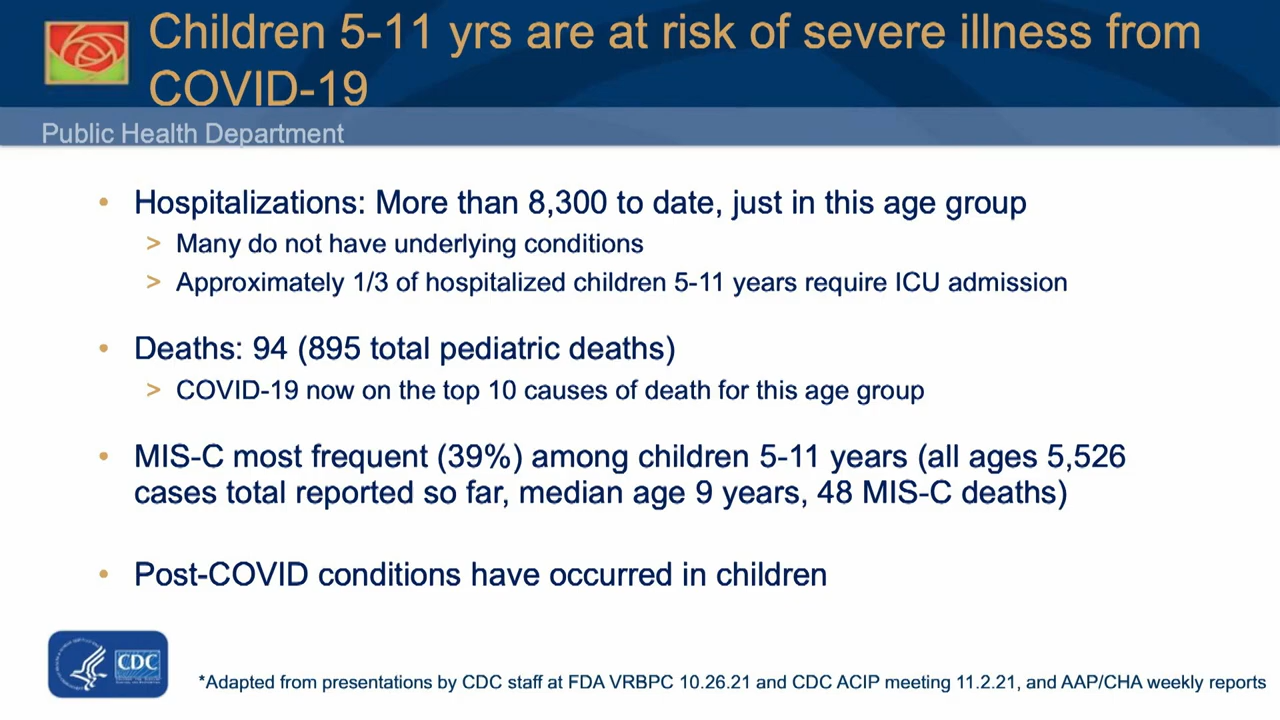 Children 5-11 yrs are at risk of severe illness from
COVID-19
Public Health Department
• Hospitalizations: More than 8,300 to date, just in this age group
> Many do not have underlying conditions
> Approximately 1/3 of hospitalized children 5-11 years require ICU admission
• Deaths: 94 (895 total pediatric deaths)
> COVID-19 now on the top 10 causes of death for this age group
• MIS-C most frequent (39%) among children 5-11 years (all ages 5,526
cases total reported so far, median age 9 years, 48 MIS-C deaths)
• Post-COVID conditions have occurred in children
CDC
*Adapted from presentations by CDC staff at FDA VRBPC 10.26.21 and CDC ACIP meeting 11.2.21, and AAP/CHA weekly reports